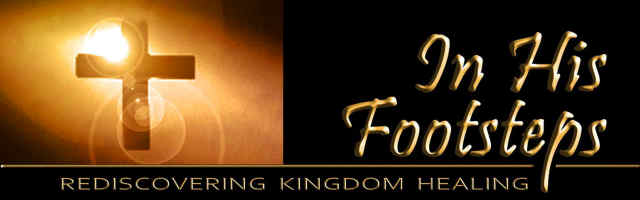 In His
Footsteps
REDISCOVERING KINGDOM HEALING